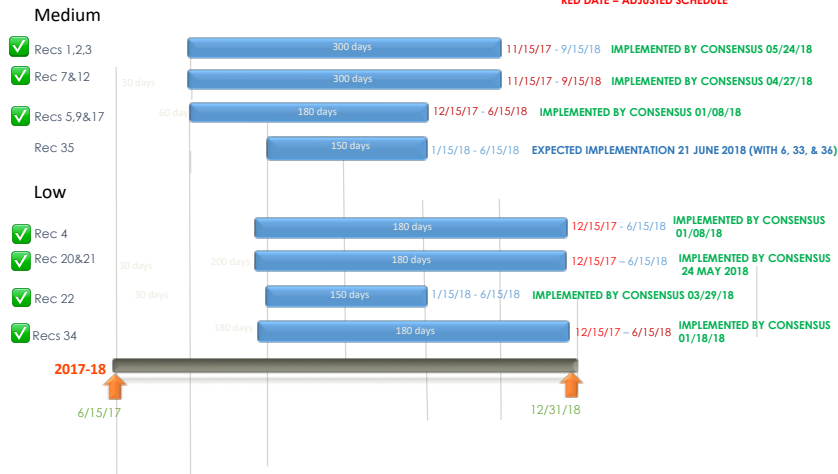 RED DATE – ADJUSTED SCHEDULE
Medium
Recs 1,2,3 300 days 11/15/17 - 9/15/18 IMPLEMENTED BY CONSENSUS 05/24/18
Rec 7&12 30 days 300 days 11/15/17 - 9/15/18 IMPLEMENTED BY CONSENSUS 04/27/18
Recs 5,9&17 60 day 180 days 12/15/17 - 6/15/18 IMPLEMENTED BY CONSENSUS 01/08/18
Rec 35 150 days 1/15/18 - 6/15/18 EXPECTED IMPLEMENTATION 21 JUNE 2018 (WITH 6, 33, & 36)
Low
Rec 4 180 days 12/15/17 - 6/15/18 IMPLEMENTED BY CONSENSUS
01/08/18
Rec 20&21 30 days 200 days 180 days 12/15/17 – 6/15/18 IMPLEMENTED BY CONSENSUS
24 MAY 2018
Rec 22 30 days 150 days 1/15/18 - 6/15/18 IMPLEMENTED BY CONSENSUS 03/29/18
Recs 34 180 days 180 days 12/15/17 – 6/15/18 IMPLEMENTED BY CONSENSUS
01/18/18
2017-18
6/15/17 12/31/18